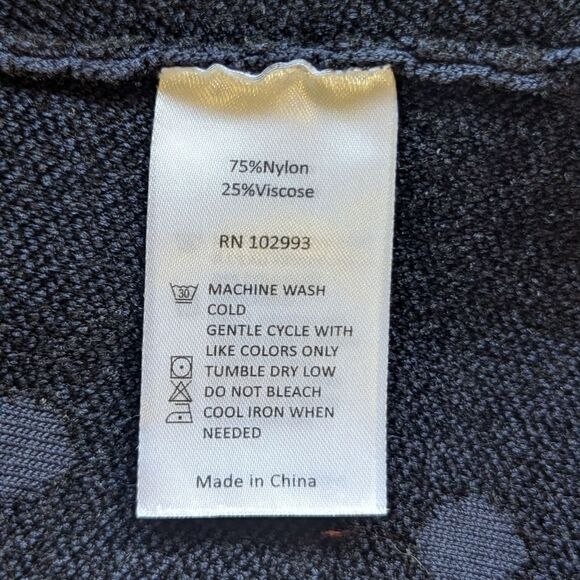 75%Nylon
25%Viscose
RN 102993
30 MACHINE WASH
COLD
GENTLE CYCLE WITH
LIKE COLORS ONLY
TUMBLE DRY LOW
DO NOT BLEACH
COOL IRON WHEN
NEEDED
Made in China